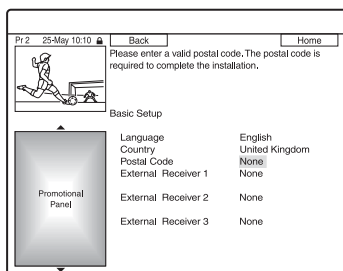 Pr 2 25-May 10:10 Back Home
Please enter a valid postal code. The postal code is
required to complete the installation.
Basic Setup
Language English
Country United Kingdom
Postal Code None
External Receiver 1 None
External Receiver 2 None
External Receiver 3 None
Promotional
Panel